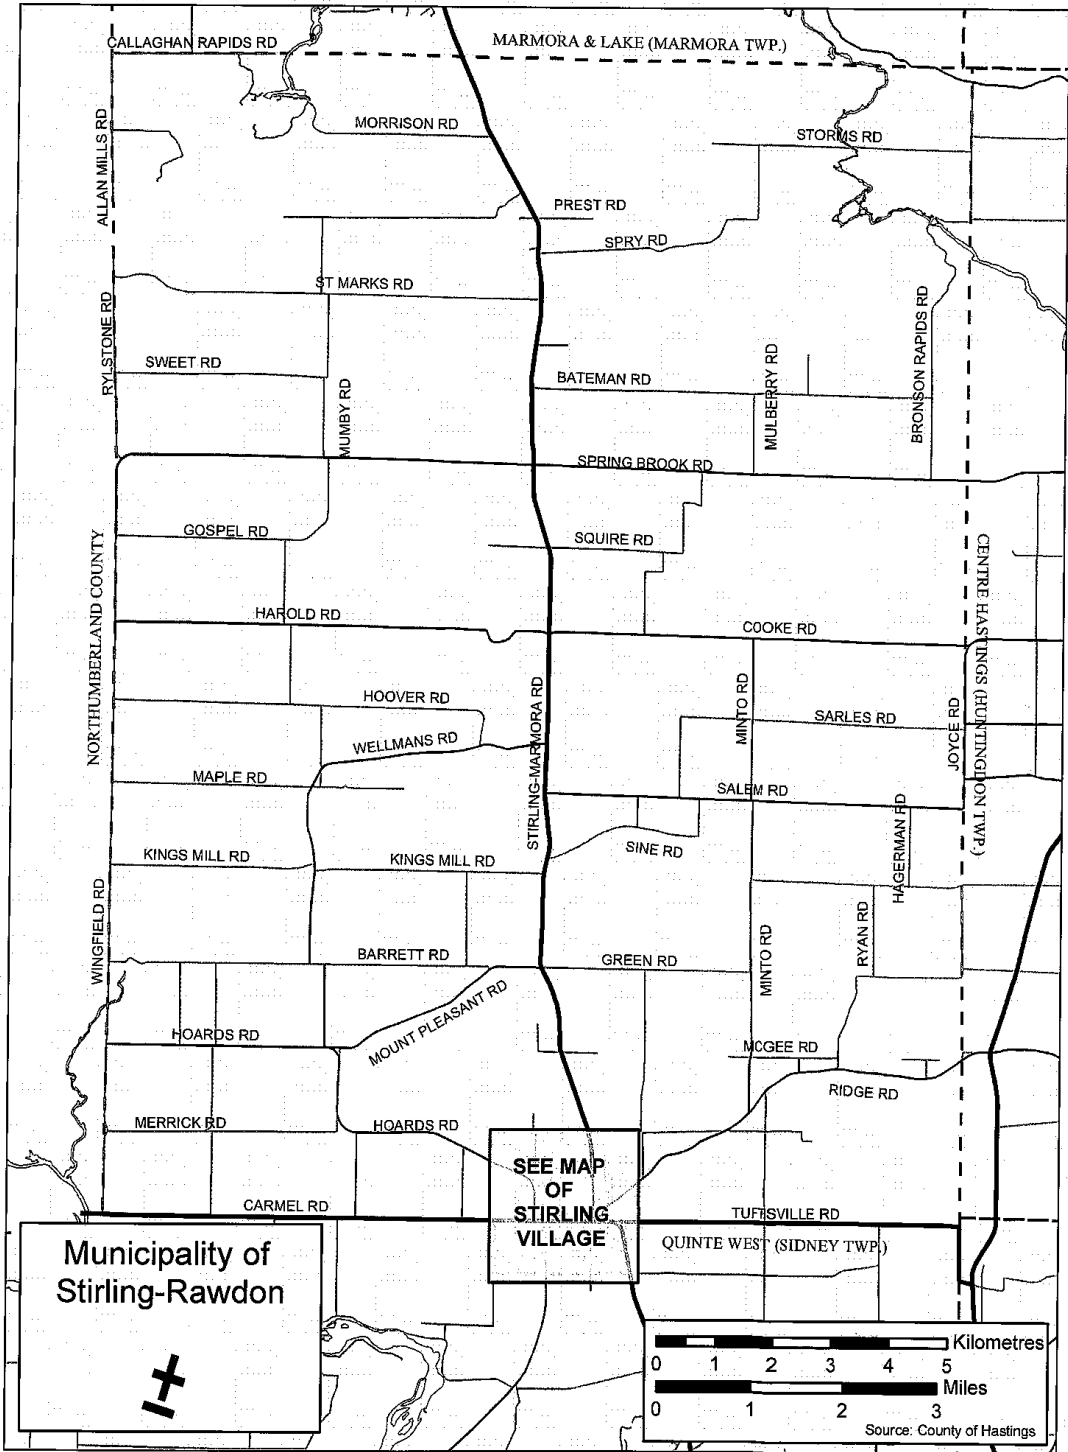 CALLAGHAN RAPIDS RD
MARMORA & LAKE (MARMORA TWP.)
ALLAN MILLS RD
MORRISON RD
STORMS RD
PREST RD
SPRY RD
ST MARKS RD
RYLSTONE RD
BRONSON RAPIDS RD
SWEET RD
MUMBY RD
BATEMAN RD
MULBERRY RD
SPRING BROOK RD
GOSPEL RD
SQUIRE RD
NORTHUMBERLAND COUNTY
CENTRE HASTINGS (HUNTINGDON TWP.)
HAROLD RD
COOKE RD
HOOVER RD
STIRLING-MARMORA RD
MINTO RD
SARLES RD
JOYCE RD
WELLMANS RD
MAPLE RD
SALEM RD
HAGERMAN RD
SINE RD
KINGS MILL RD
KINGS MILL RD
WINGFIELD RD
BARRETT RD
GREEN RD
MINTO RD
RYAN RD
MOUNT PLEASANT RD
HOARDS RD
MCGEE RD
RIDGE RD
MERRICK RD
HOARDS RD
SEE MAP
OF
STIRLING
VILLAGE
CARMEL RD
TUFTSVILLE RD
QUINTE WEST (SIDNEY TWP.)
Municipality of
Stirling-Rawdon
Kilometres
0 1 2 3 4 5
Miles
0 1 2 3
Source: County of Hastings